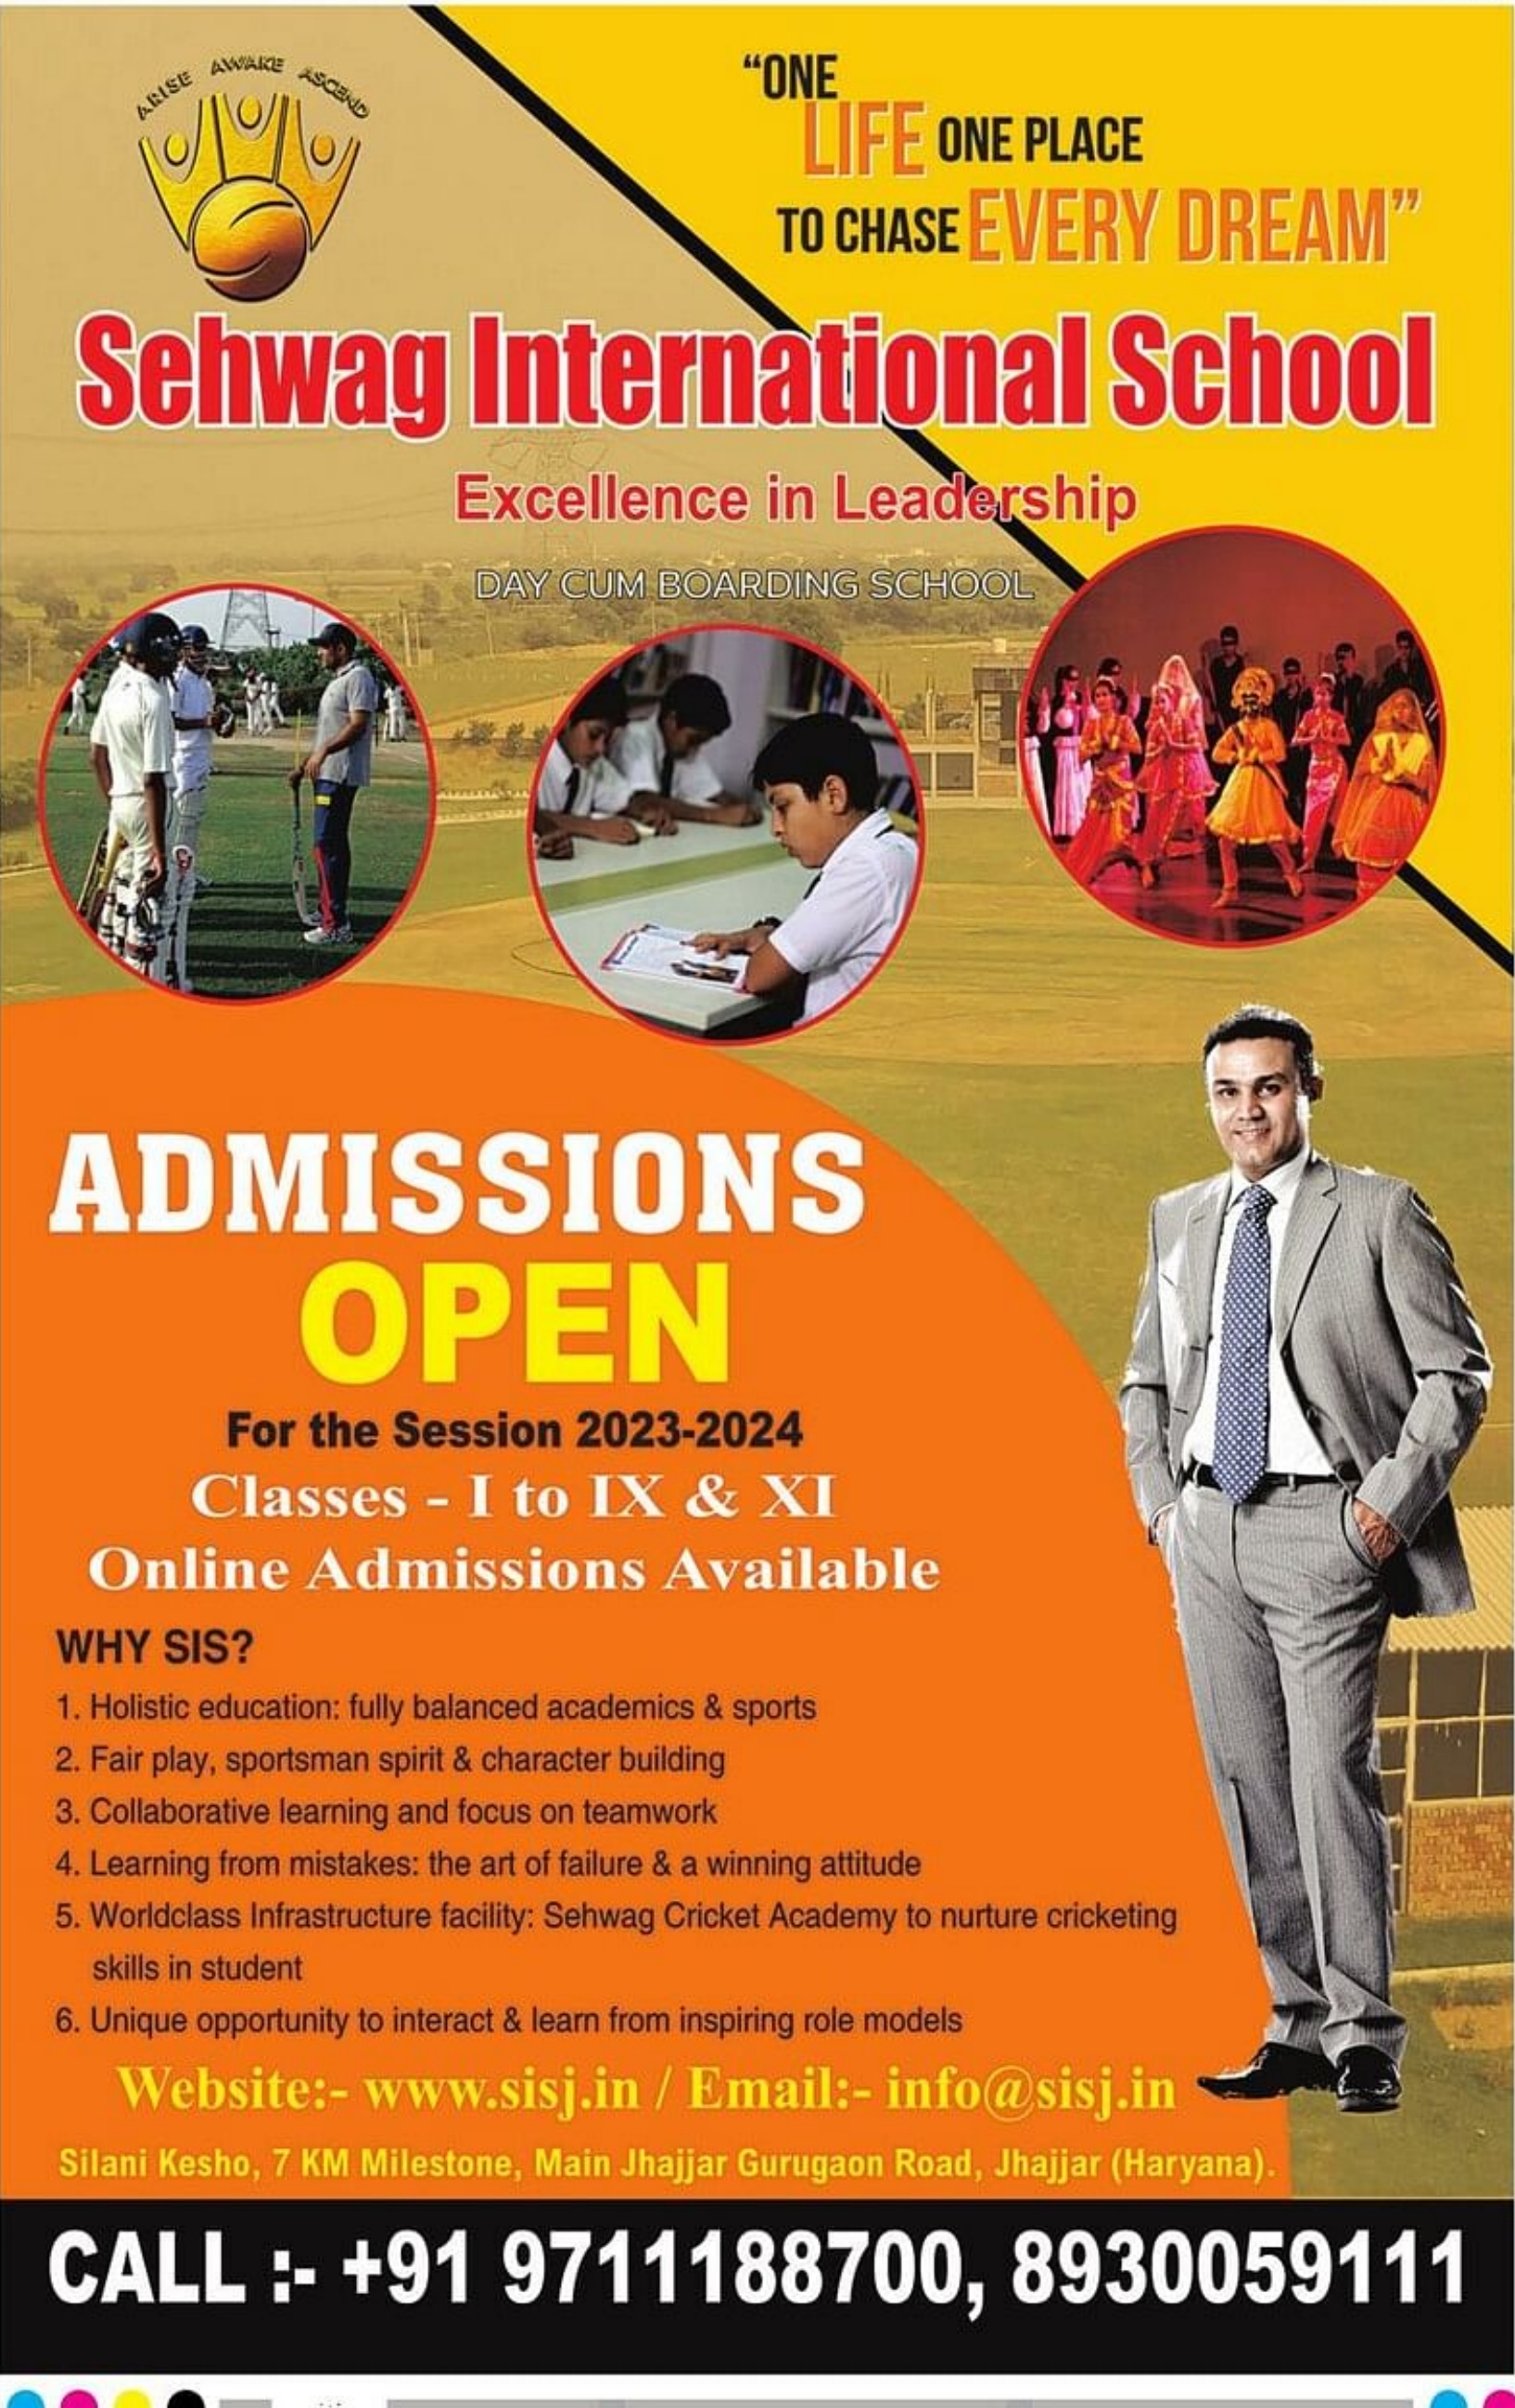 ARISE AWAKE ASCEND
“ONE
LIFE ONE PLACE
TO CHASE EVERY DREAM”
Sehwag International School
Excellence in Leadership
DAY CUM BOARDING SCHOOL
ADMISSIONS
OPEN
For the Session 2023-2024
Classes - I to IX & XI
Online Admissions Available
WHY SIS?
1. Holistic education: fully balanced academics & sports
2. Fair play, sportsman spirit & character building
3. Collaborative learning and focus on teamwork
4. Learning from mistakes: the art of failure & a winning attitude
5. Worldclass Infrastructure facility: Sehwag Cricket Academy to nurture cricketing
skills in student
6. Unique opportunity to interact & learn from inspiring role models
Website:- www.sisj.in / Email:- info@sisj.in
Silani Kesho, 7 KM Milestone, Main Jhajjar Gurugaon Road, Jhajjar (Haryana).
CALL :- +91 9711188700, 8930059111